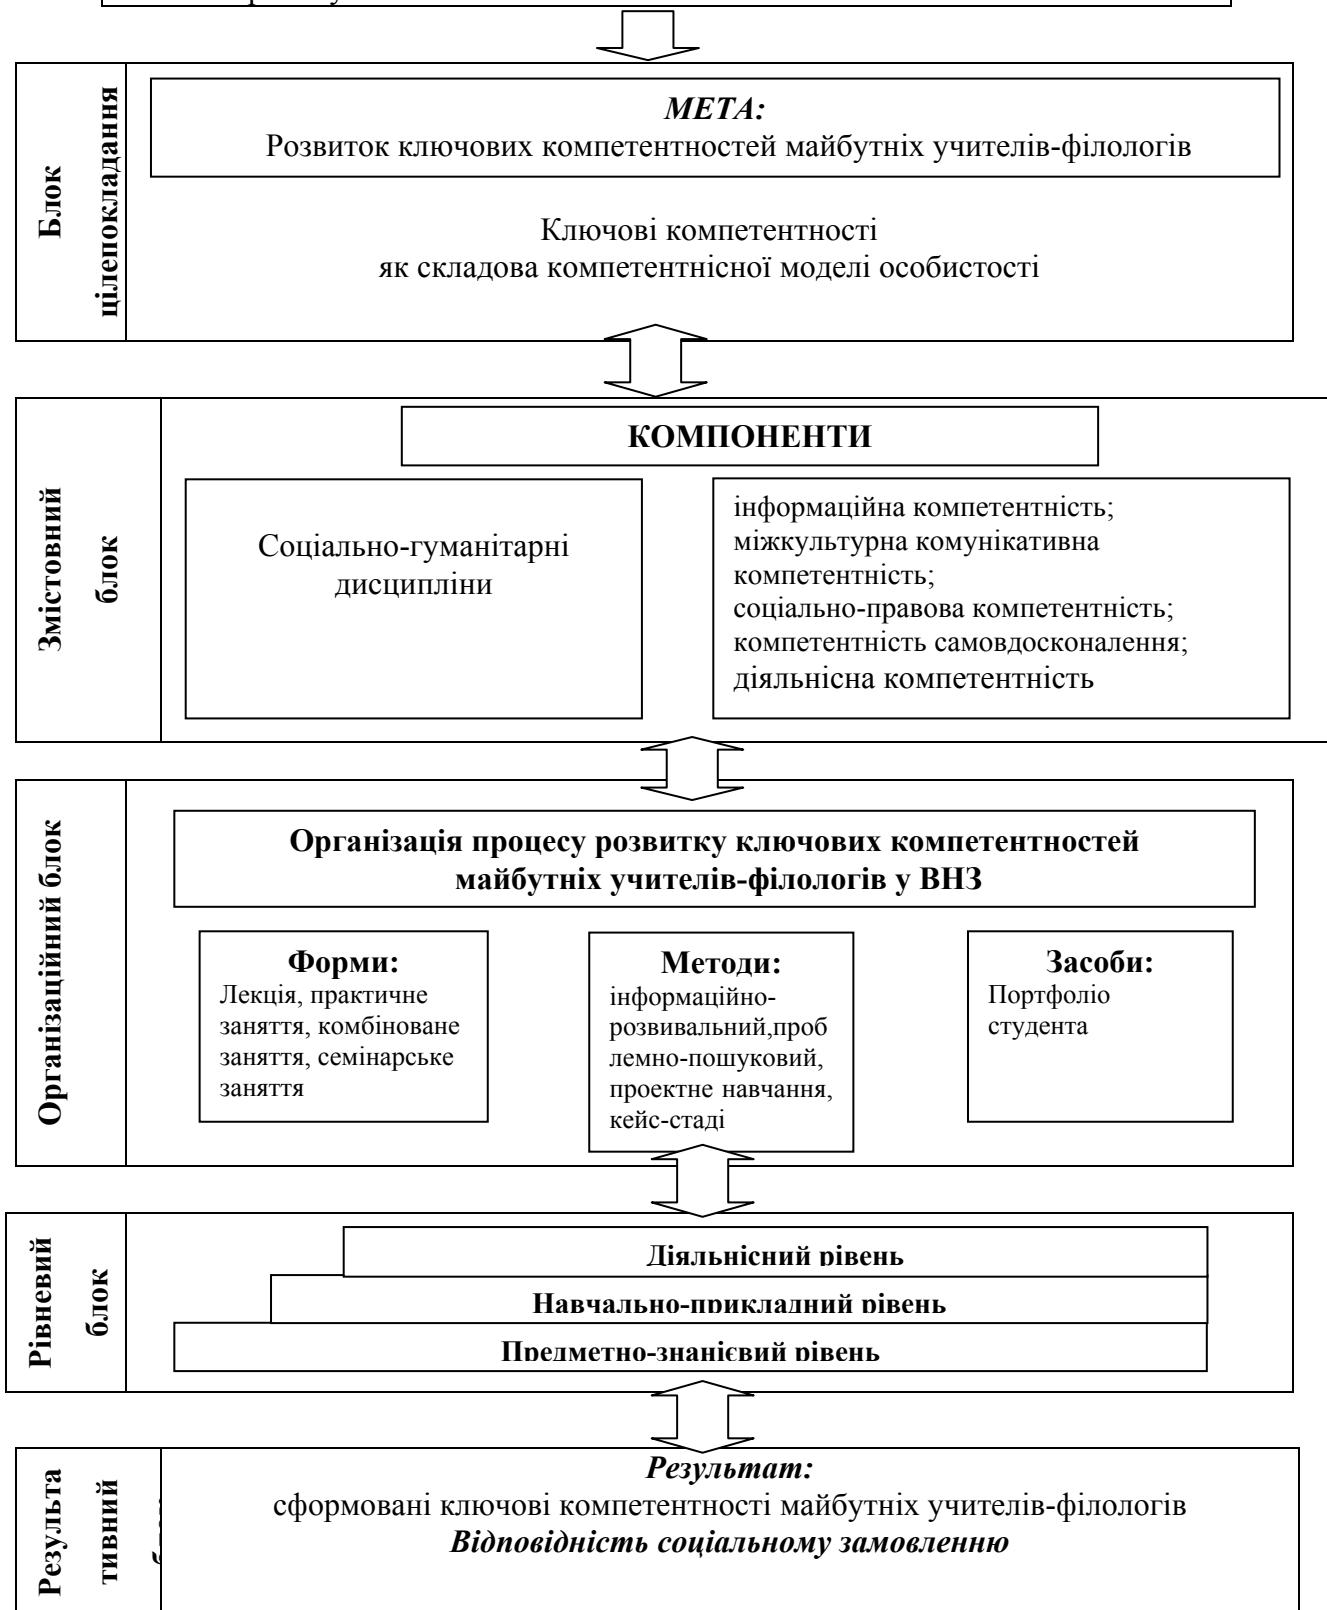 Блок
цілепокладання
МЕТА:
Розвиток ключових компетентностей майбутніх учителів-філологів
Ключові компетентності
як складова компетентнісної моделі особистості
Змістовний
блок
КОМПОНЕНТИ
Соціально-гуманітарні
дисципліни
інформаційна компетентність;
міжкультурна комунікативна
компетентність;
соціально-правова компетентність;
компетентність самовдосконалення;
діяльнісна компетентність
Організаційний блок
Організація процесу розвитку ключових компетентностей
майбутніх учителів-філологів у ВНЗ
Форми:
Лекція, практичне
заняття, комбіноване
заняття, семінарське
заняття
Методи:
інформаційно-
розвивальний,проб
лемно-пошуковий,
проектне навчання,
кейс-стаді
Засоби:
Портфоліо
студента
Рівневий
блок
Діяльнісний рівень
Навчально-прикладний рівень
Предметно-знанієвий рівень
Результа
тивний
Результат:
сформовані ключові компетентності майбутніх учителів-філологів
Відповідність соціальному замовленню